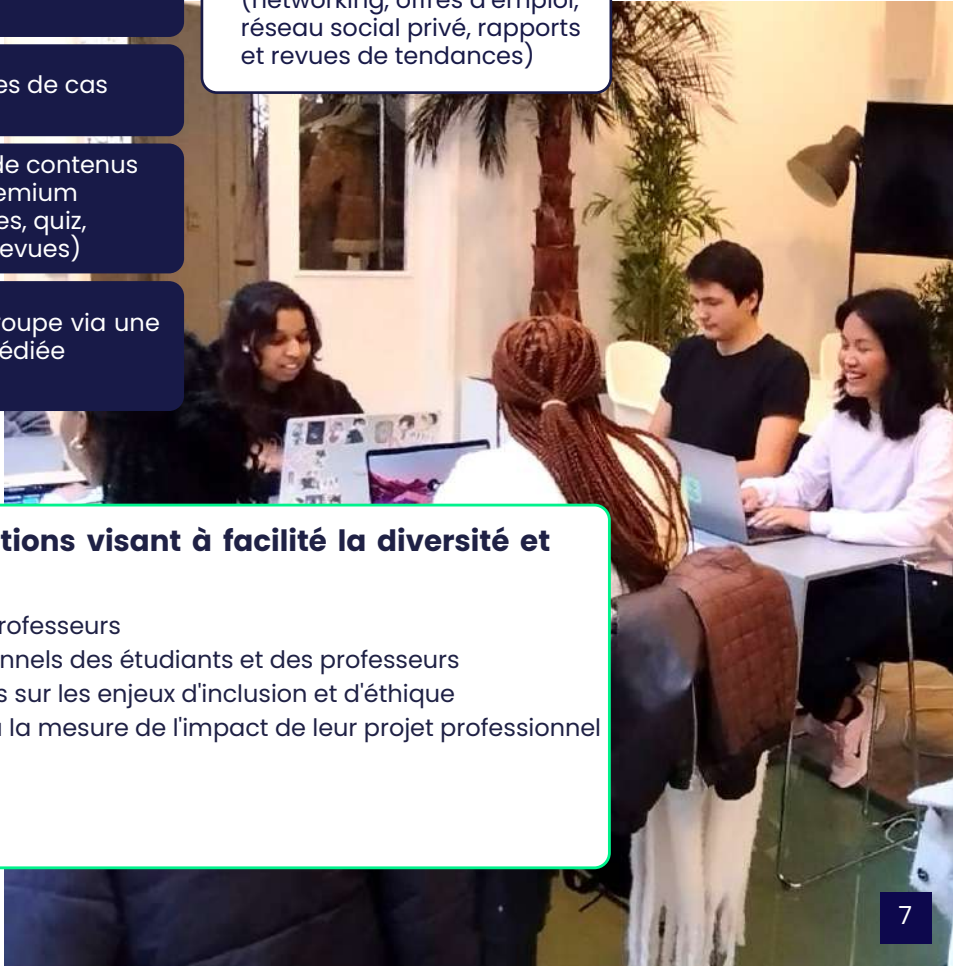 (networking, offres d'emploi,
réseau social privé, rapports
et revues de tendances)
es de cas
de contenus
emium
es, quiz,
evues)
roupe via une
édiée
tions visant à facilité la diversité et
rofesseurs
nnels des étudiants et des professeurs
s sur les enjeux d'inclusion et d'éthique
la mesure de l'impact de leur projet professionnel
7